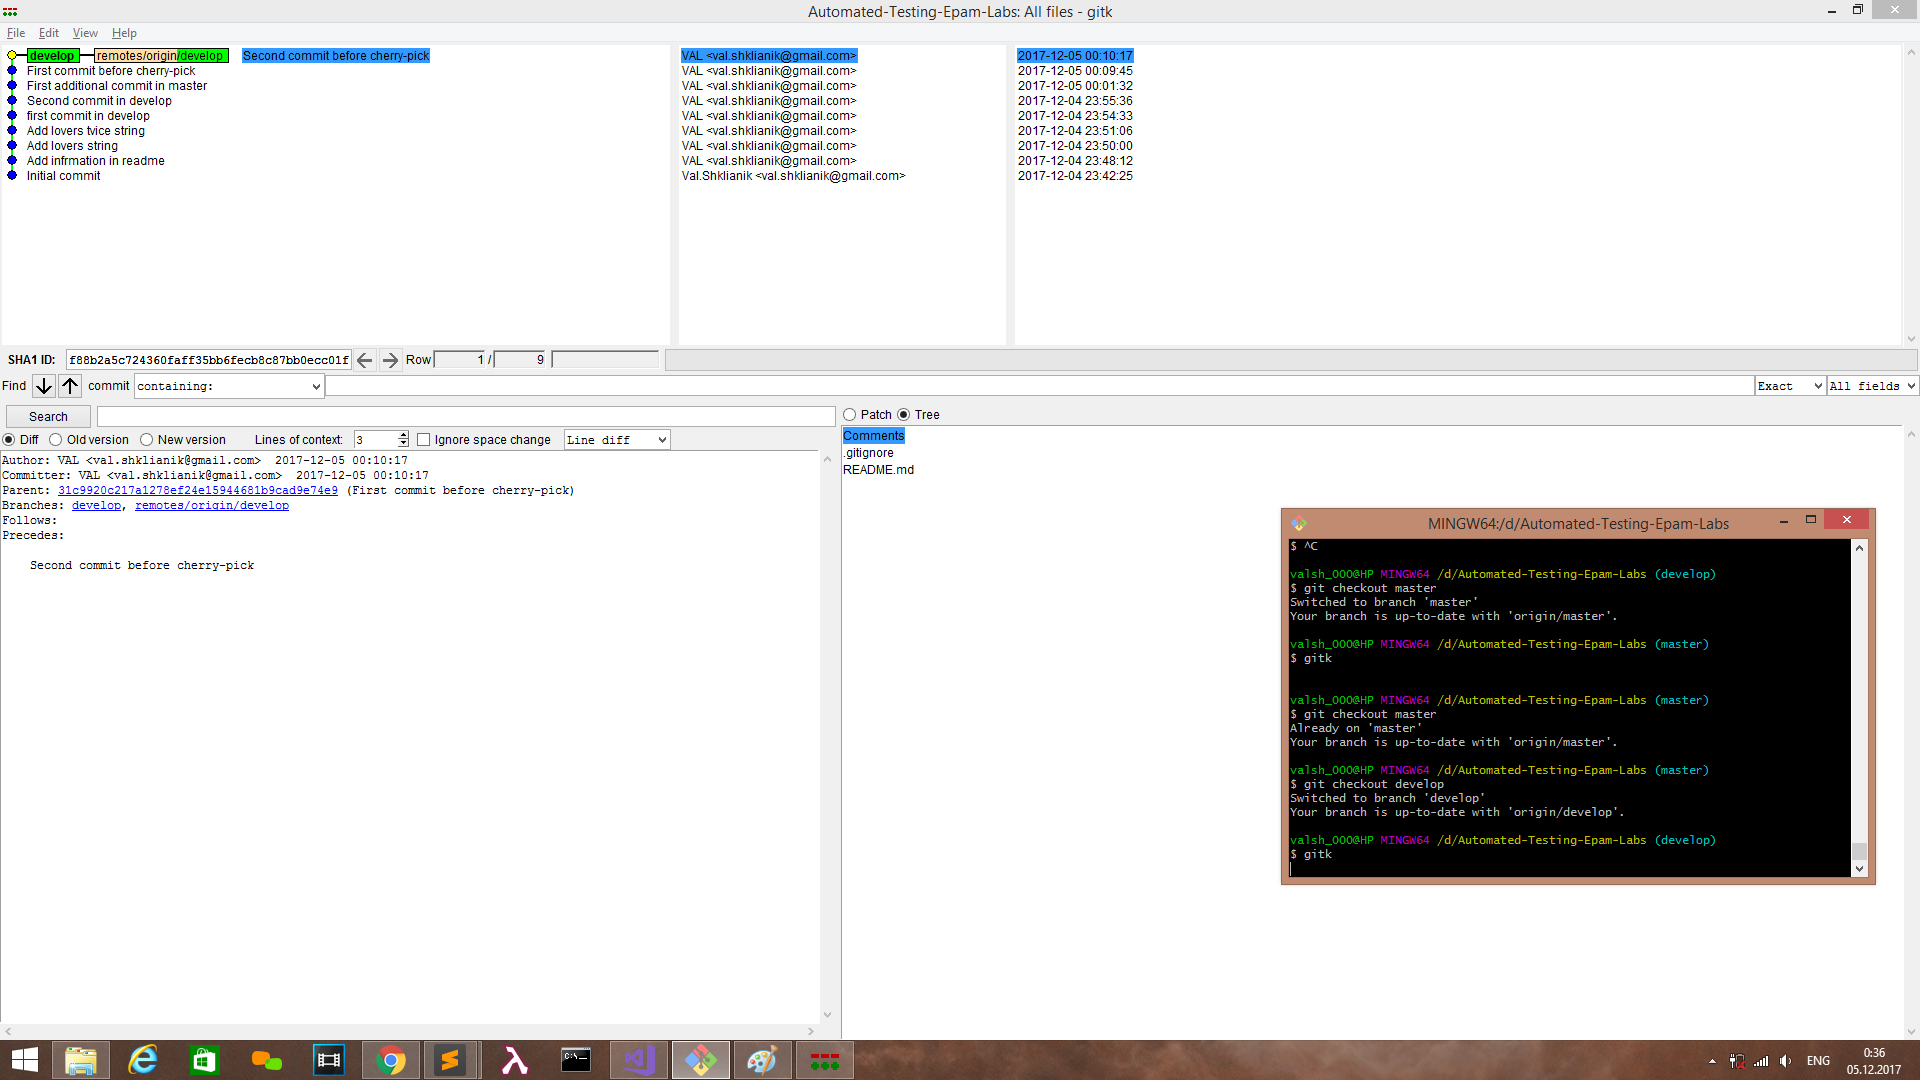 Automated-Testing-Epam-Labs: All files - gitk
File Edit View Help
develop remotes/origin/develop Second commit before cherry-pick VAL <val.shklianik@gmail.com> 2017-12-05 00:10:17
First commit before cherry-pick VAL <val.shklianik@gmail.com> 2017-12-05 00:09:45
First additional commit in master VAL <val.shklianik@gmail.com> 2017-12-05 00:01:32
Second commit in develop VAL <val.shklianik@gmail.com> 2017-12-04 23:55:36
first commit in develop VAL <val.shklianik@gmail.com> 2017-12-04 23:54:33
Add lovers tvice string VAL <val.shklianik@gmail.com> 2017-12-04 23:51:06
Add lovers string VAL <val.shklianik@gmail.com> 2017-12-04 23:50:00
Add infrmation in readme VAL <val.shklianik@gmail.com> 2017-12-04 23:48:12
Initial commit Val.Shklianik <val.shklianik@gmail.com> 2017-12-04 23:42:25
SHA1 ID: f88b2a5c724360faff35bb6fecb8c87bb0ecc01f Row 1 / 9
Find commit containing: Exact All fields
Search
Diff Old version New version Lines of context: 3 Ignore space change Line diff
Author: VAL <val.shklianik@gmail.com> 2017-12-05 00:10:17
Committer: VAL <val.shklianik@gmail.com> 2017-12-05 00:10:17
Parent: 31c9920c217a1278ef24e15944681b9cad9e74e9 (First commit before cherry-pick)
Branches: develop, remotes/origin/develop
Follows:
Precedes:
Second commit before cherry-pick
Patch Tree
Comments
.gitignore
README.md
MINGW64:/d/Automated-Testing-Epam-Labs
$ ^C
valsh_000@HP MINGW64 /d/Automated-Testing-Epam-Labs (develop)
$ git checkout master
Switched to branch 'master'
Your branch is up-to-date with 'origin/master'.
valsh_000@HP MINGW64 /d/Automated-Testing-Epam-Labs (master)
$ gitk
valsh_000@HP MINGW64 /d/Automated-Testing-Epam-Labs (master)
$ git checkout master
Already on 'master'
Your branch is up-to-date with 'origin/master'.
valsh_000@HP MINGW64 /d/Automated-Testing-Epam-Labs (master)
$ git checkout develop
Switched to branch 'develop'
Your branch is up-to-date with 'origin/develop'.
valsh_000@HP MINGW64 /d/Automated-Testing-Epam-Labs (develop)
$ gitk
ENG
0:36
05.12.2017